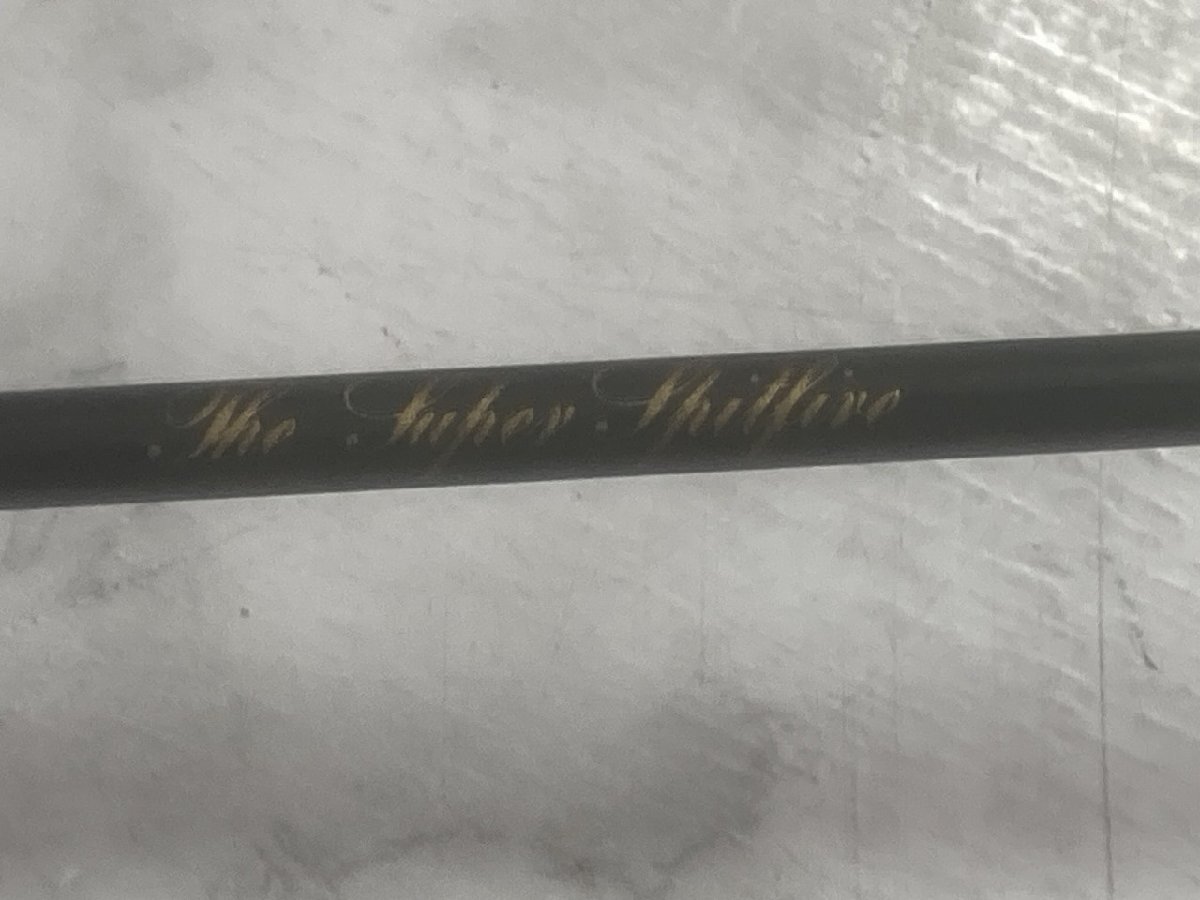 The Super Spitfire